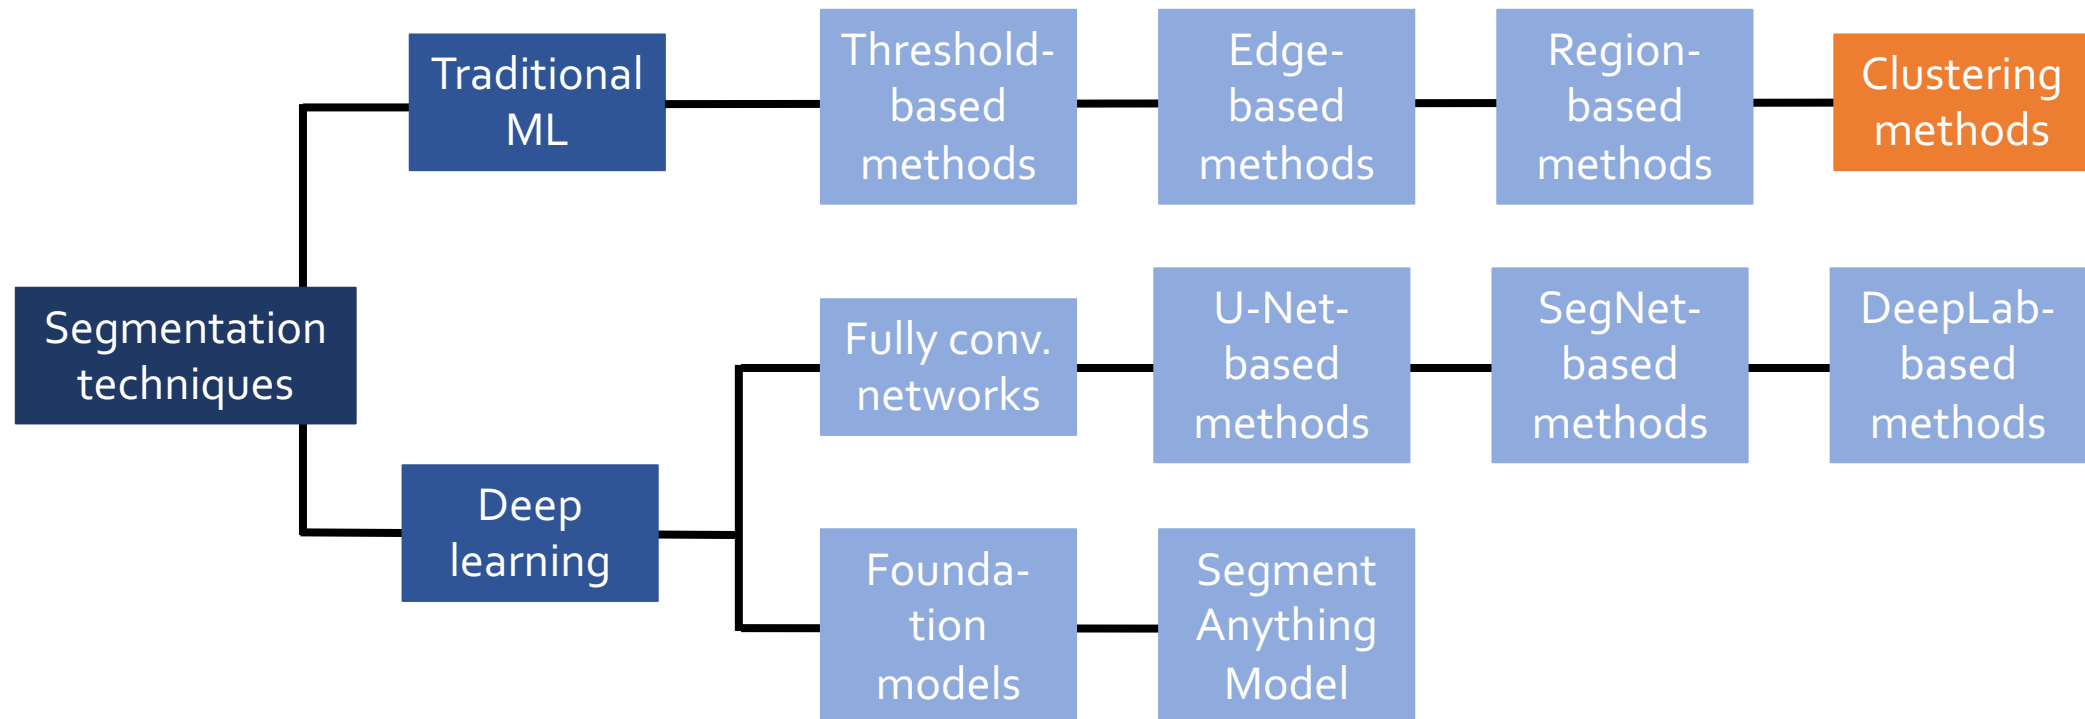 Traditional
ML
Threshold-
based
methods
Edge-
based
methods
Region-
based
methods
Clustering
methods
Segmentation
techniques
Fully conv.
networks
U-Net-
based
methods
SegNet-
based
methods
DeepLab-
based
methods
Deep
learning
Founda-
tion
models
Segment
Anything
Model